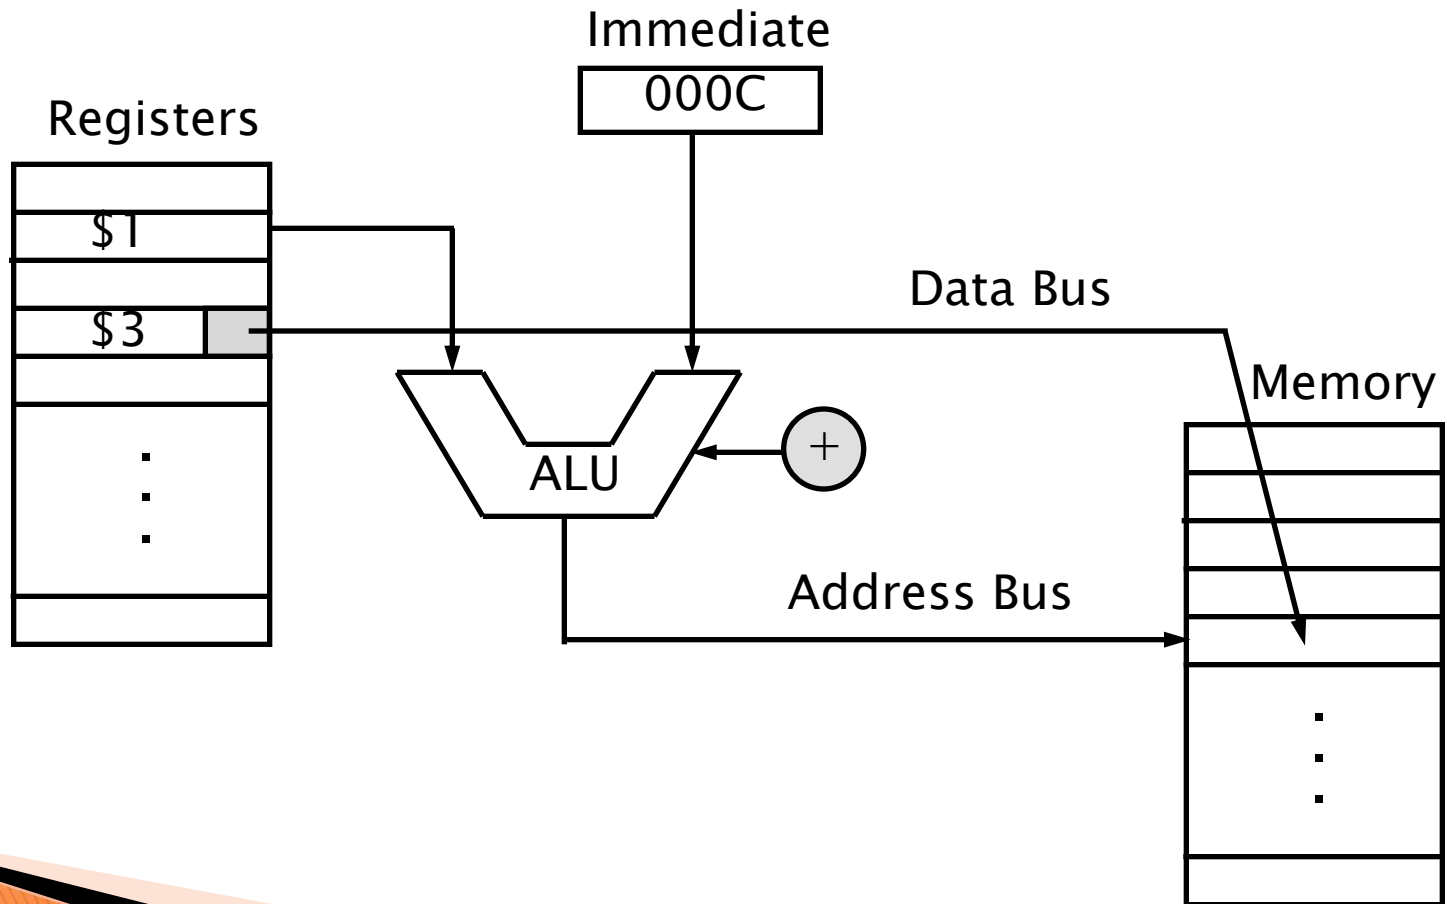 Immediate
000C
Registers
$1
$3
Data Bus
Memory
+
ALU
Address Bus